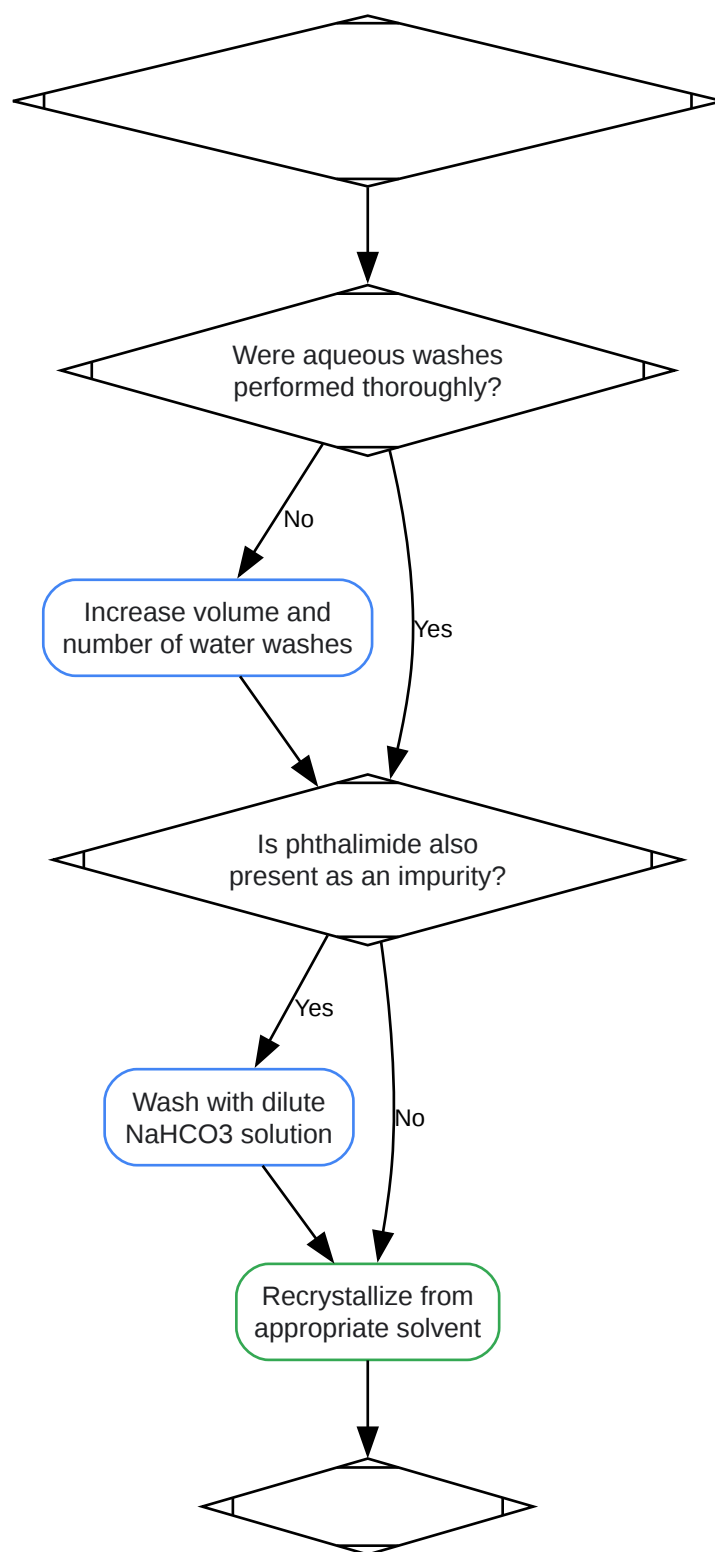 Were aqueous washes
performed thoroughly?
No
Increase volume and
number of water washes
Yes
Is phthalimide also
present as an impurity?
Yes
Wash with dilute
NaHCO3 solution
No
Recrystallize from
appropriate solvent